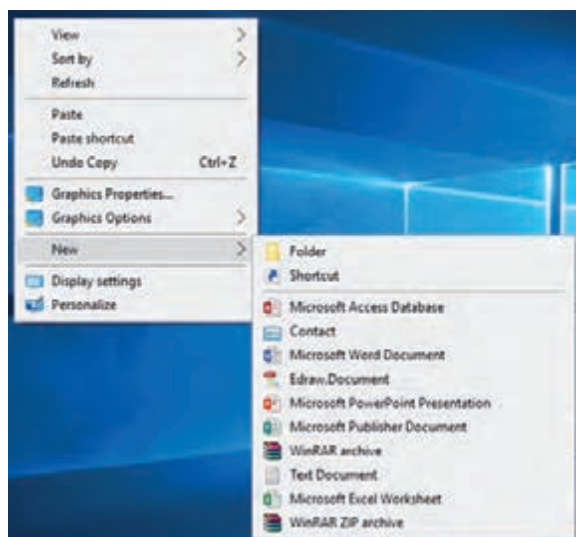 View
Sort by
Refresh
Paste
Paste shortcut
Undo Copy Ctrl+Z
Graphics Properties...
Graphics Options
New
Display settings
Personalize
Folder
Shortcut
Microsoft Access Database
Contact
Microsoft Word Document
Edraw.Document
Microsoft PowerPoint Presentation
Microsoft Publisher Document
WinRAR archive
Text Document
Microsoft Excel Worksheet
WinRAR ZIP archive